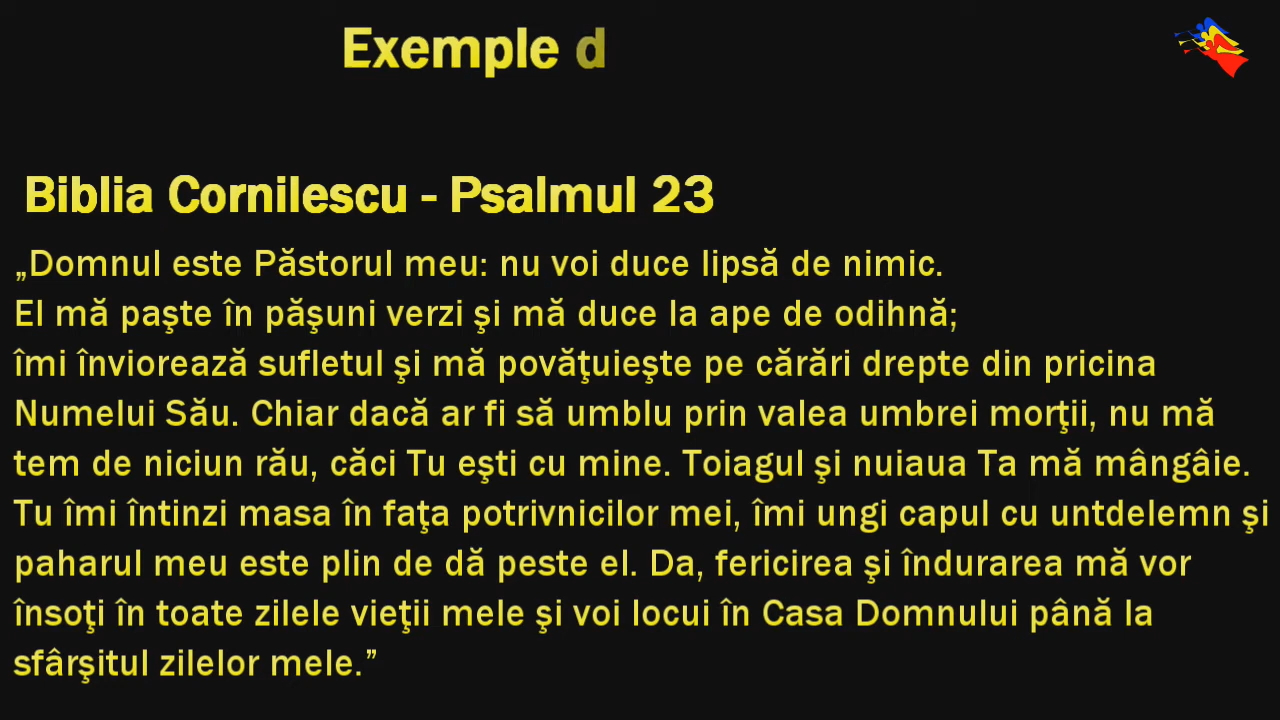 Exemple d
Biblia Cornilescu - Psalmul 23
„Domnul este Păstorul meu: nu voi duce lipsă de nimic.
El mă paşte în păşuni verzi şi mă duce la ape de odihnă;
îmi înviorează sufletul şi mă povăţuieşte pe cărări drepte din pricina
Numelui Său. Chiar dacă ar fi să umblu prin valea umbrei morţii, nu mă
tem de niciun rău, căci Tu eşti cu mine. Toiagul şi nuiaua Ta mă mângâie.
Tu îmi întinzi masa în faţa potrivnicilor mei, îmi ungi capul cu untdelemn şi
paharul meu este plin de dă peste el. Da, fericirea şi îndurarea mă vor
însoţi în toate zilele vieţii mele şi voi locui în Casa Domnului până la
sfârşitul zilelor mele.”